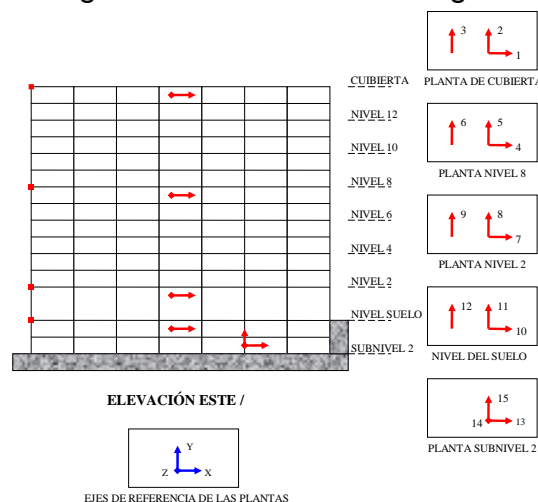 CUIBIERTA
NIVEL 12
NIVEL 10
NIVEL 8
NIVEL 6
NIVEL 4
NIVEL 2
NIVEL SUELO
SUBNIVEL 2
ELEVACIÓN ESTE /
Y
Z
X
EJES DE REFERENCIA DE LAS PLANTAS
3
2
1
PLANTA DE CUBIERTA
6
5
4
PLANTA NIVEL 8
9
8
7
PLANTA NIVEL 2
12
11
10
NIVEL DEL SUELO
15
14
13
PLANTA SUBNIVEL 2